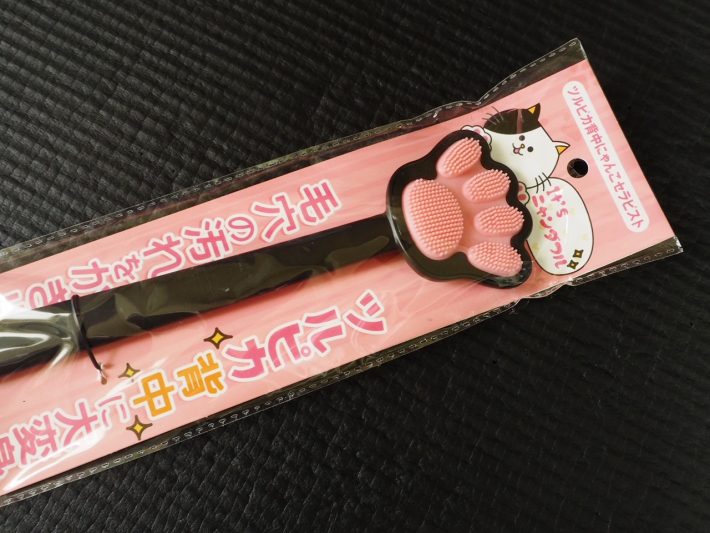 ツルピカ背中にゃんこセラピスト
It's
ニャンダフル
毛穴の汚れをかき
ツルピカ背中に大変身